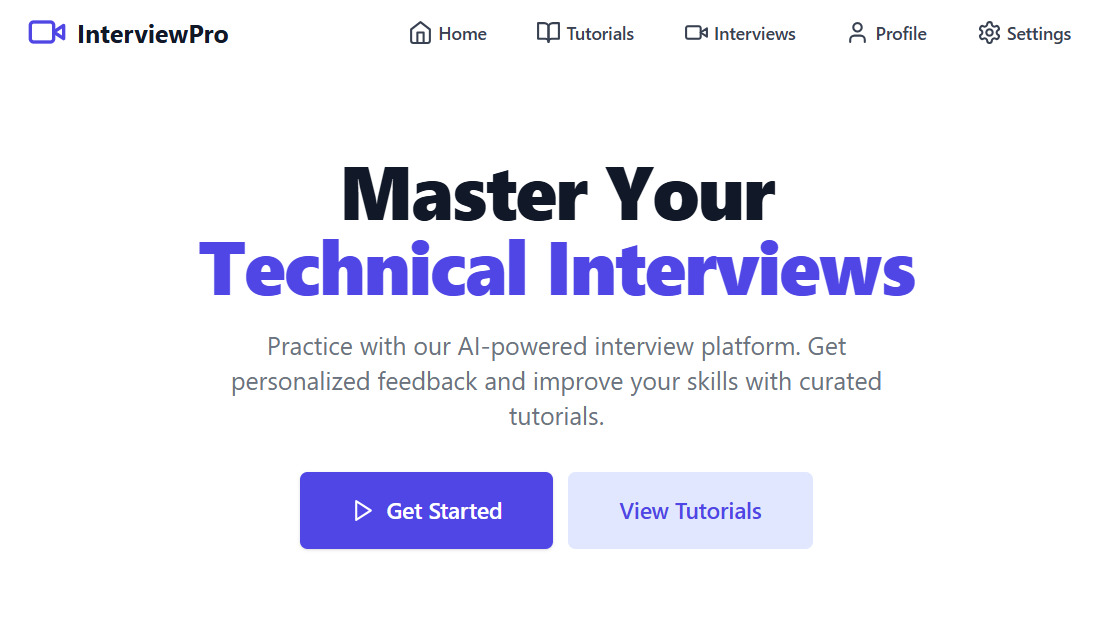 InterviewPro
Home
Tutorials
Interviews
Profile
Settings
Master Your
Technical Interviews
Practice with our AI-powered interview platform. Get
personalized feedback and improve your skills with curated
tutorials.
Get Started
View Tutorials